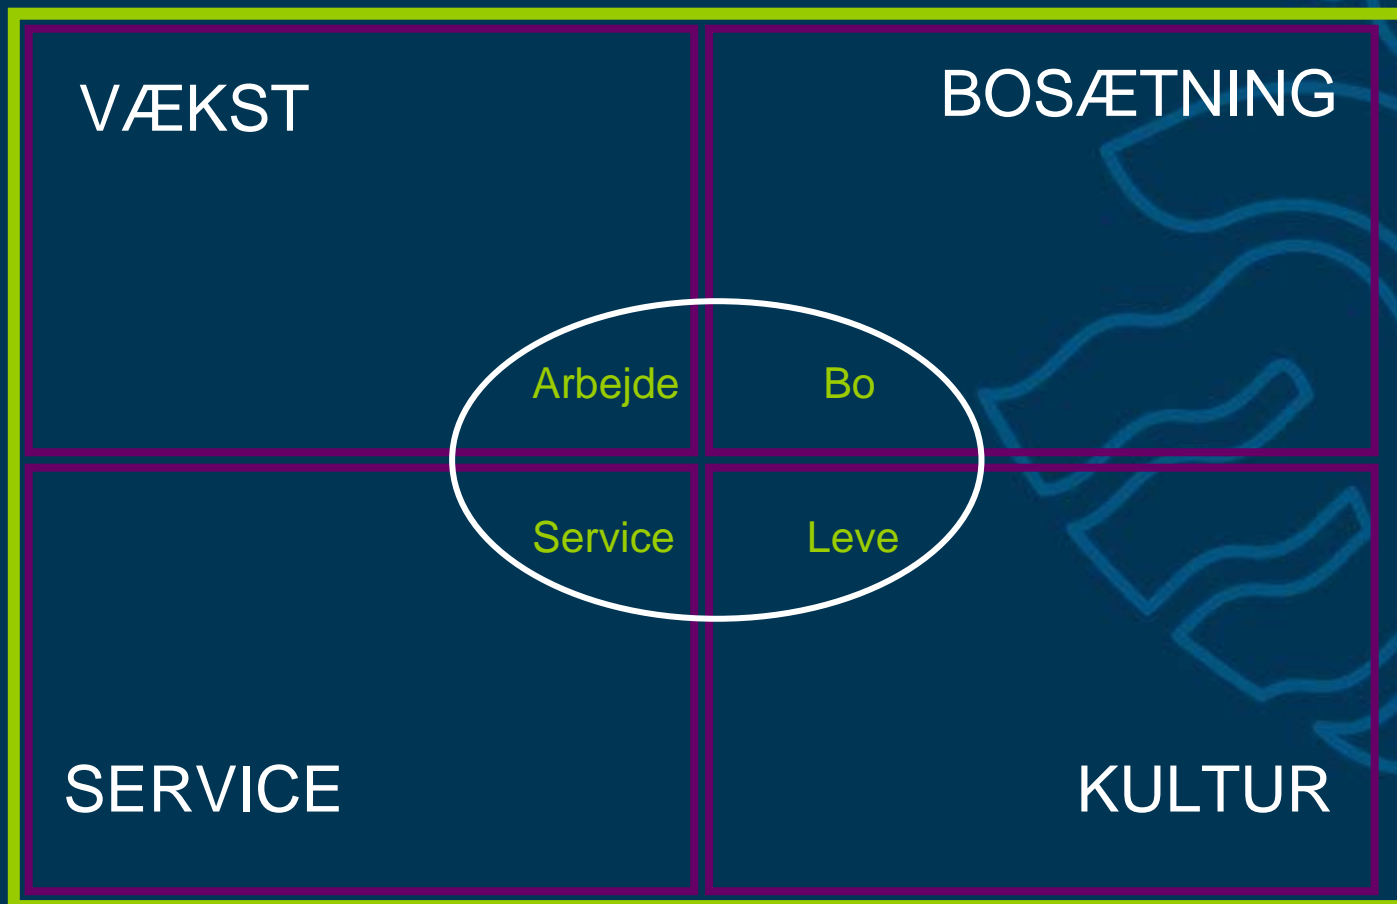 VÆKST
BOSÆTNING
Arbejde
Bo
Service
Leve
SERVICE
KULTUR